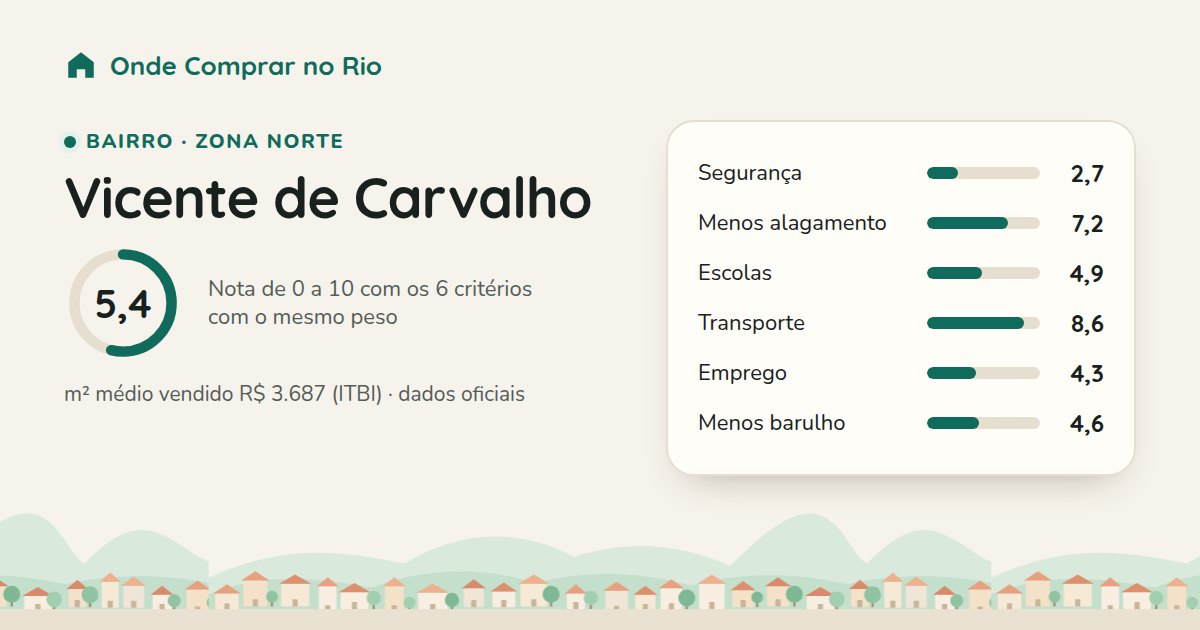 Onde Comprar no Rio
BAIRRO · ZONA NORTE
Vicente de Carvalho
5,4
Nota de 0 a 10 com os 6 critérios
com o mesmo peso
m² médio vendido R$ 3.687 (ITBI) · dados oficiais
Segurança 2,7
Menos alagamento 7,2
Escolas 4,9
Transporte 8,6
Emprego 4,3
Menos barulho 4,6